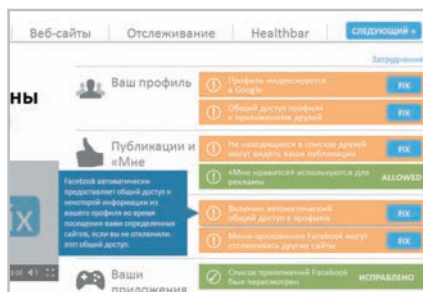 Веб-сайты Отслеживание Healthbar СЛЕДУЮЩИЙ »
Затруднения
Ваш профиль
Профиль индексируется
в Google
FIX
Общий доступ профиля
к приложениям друзей
FIX
ны
Публикации и
«Мне
Не находящиеся в списках друзей
могут видеть ваши публикации
FIX
«Мне нравится» используются для
рекламы
ALLOWED
Facebook автоматически
предоставляет общий доступ к
некоторой информации из
вашего профиля во время
посещения вами определенных
сайтов, если вы не отключили
этот общий доступ.
ix
Включен автоматический
общий доступ к профилю
FIX
Мини-приложения Facebook могут
отслеживать другие сайты
FIX
Ваши
приложения
Список приложений Facebook
был пересмотрен
ИСПРАВЛЕНО